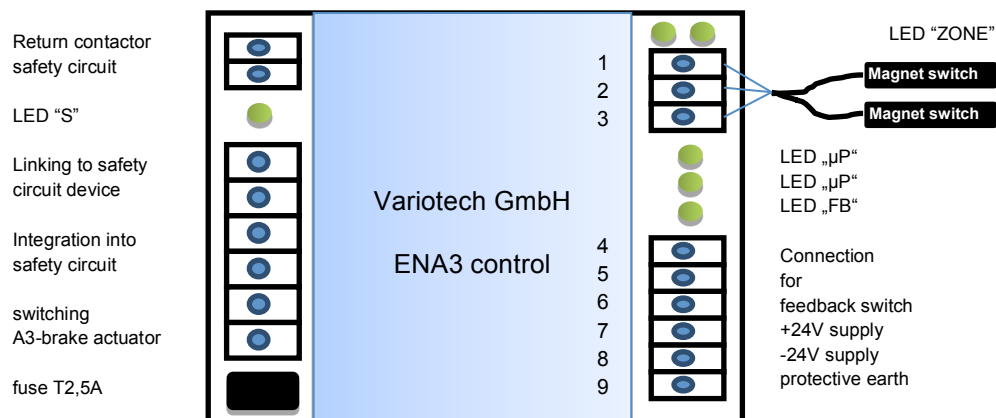 Return contactor
safety circuit
LED “S”
Linking to safety
circuit device
Integration into
safety circuit
switching
A3-brake actuator
fuse T2,5A
Variotech GmbH
ENA3 control
1
2
3
4
5
6
7
8
9
LED “ZONE”
Magnet switch
Magnet switch
LED „µP“
LED „µP“
LED „FB“
Connection
for
feedback switch
+24V supply
-24V supply
protective earth